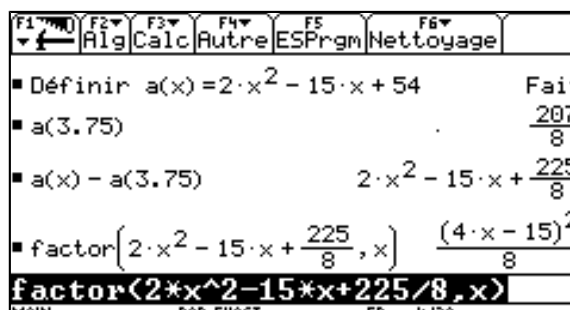 F1 F2▼ F3▼ F4▼ F5 F6▼
Alg Calc Autre ESPrgm Nettoyage
▪ Définir a(x) = 2·x² - 15·x + 54 Fai
▪ a(3.75) 207/8
▪ a(x) - a(3.75) 2·x² - 15·x + 225/8
▪ factor(2·x² - 15·x + 225/8, x) (4·x - 15)²/8
factor(2*x^2-15*x+225/8,x)
MAIN